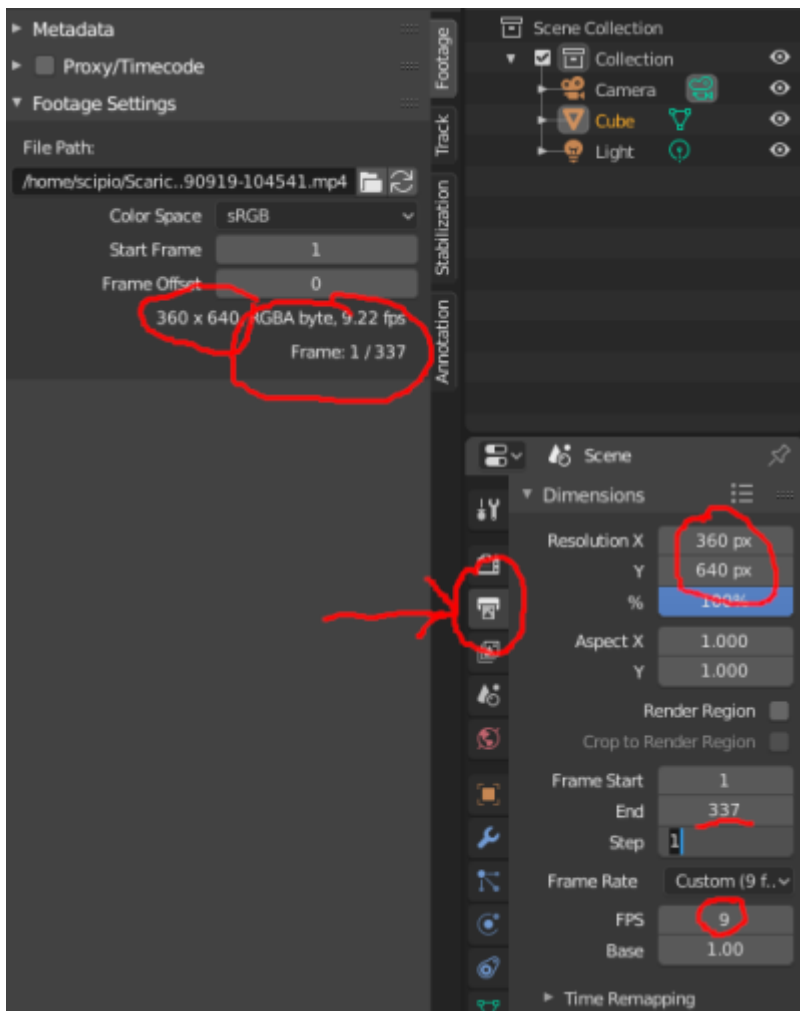 Metadata
Proxy/Timecode
Footage Settings
File Path:
/home/scipio/Scaric..90919-104541.mp4
Color Space sRGB
Start Frame 1
Frame Offset 0
360 x 640, RGBA byte, 9.22 fps
Frame: 1 / 337
Footage
Track
Stabilization
Annotation
Scene Collection
Collection
Camera
Cube
Light
Scene
Dimensions
Resolution X 360 px
Y 640 px
% 100%
Aspect X 1.000
Y 1.000
Render Region
Crop to Render Region
Frame Start 1
End 337
Step 1
Frame Rate Custom (9 f..
FPS 9
Base 1.00
Time Remapping